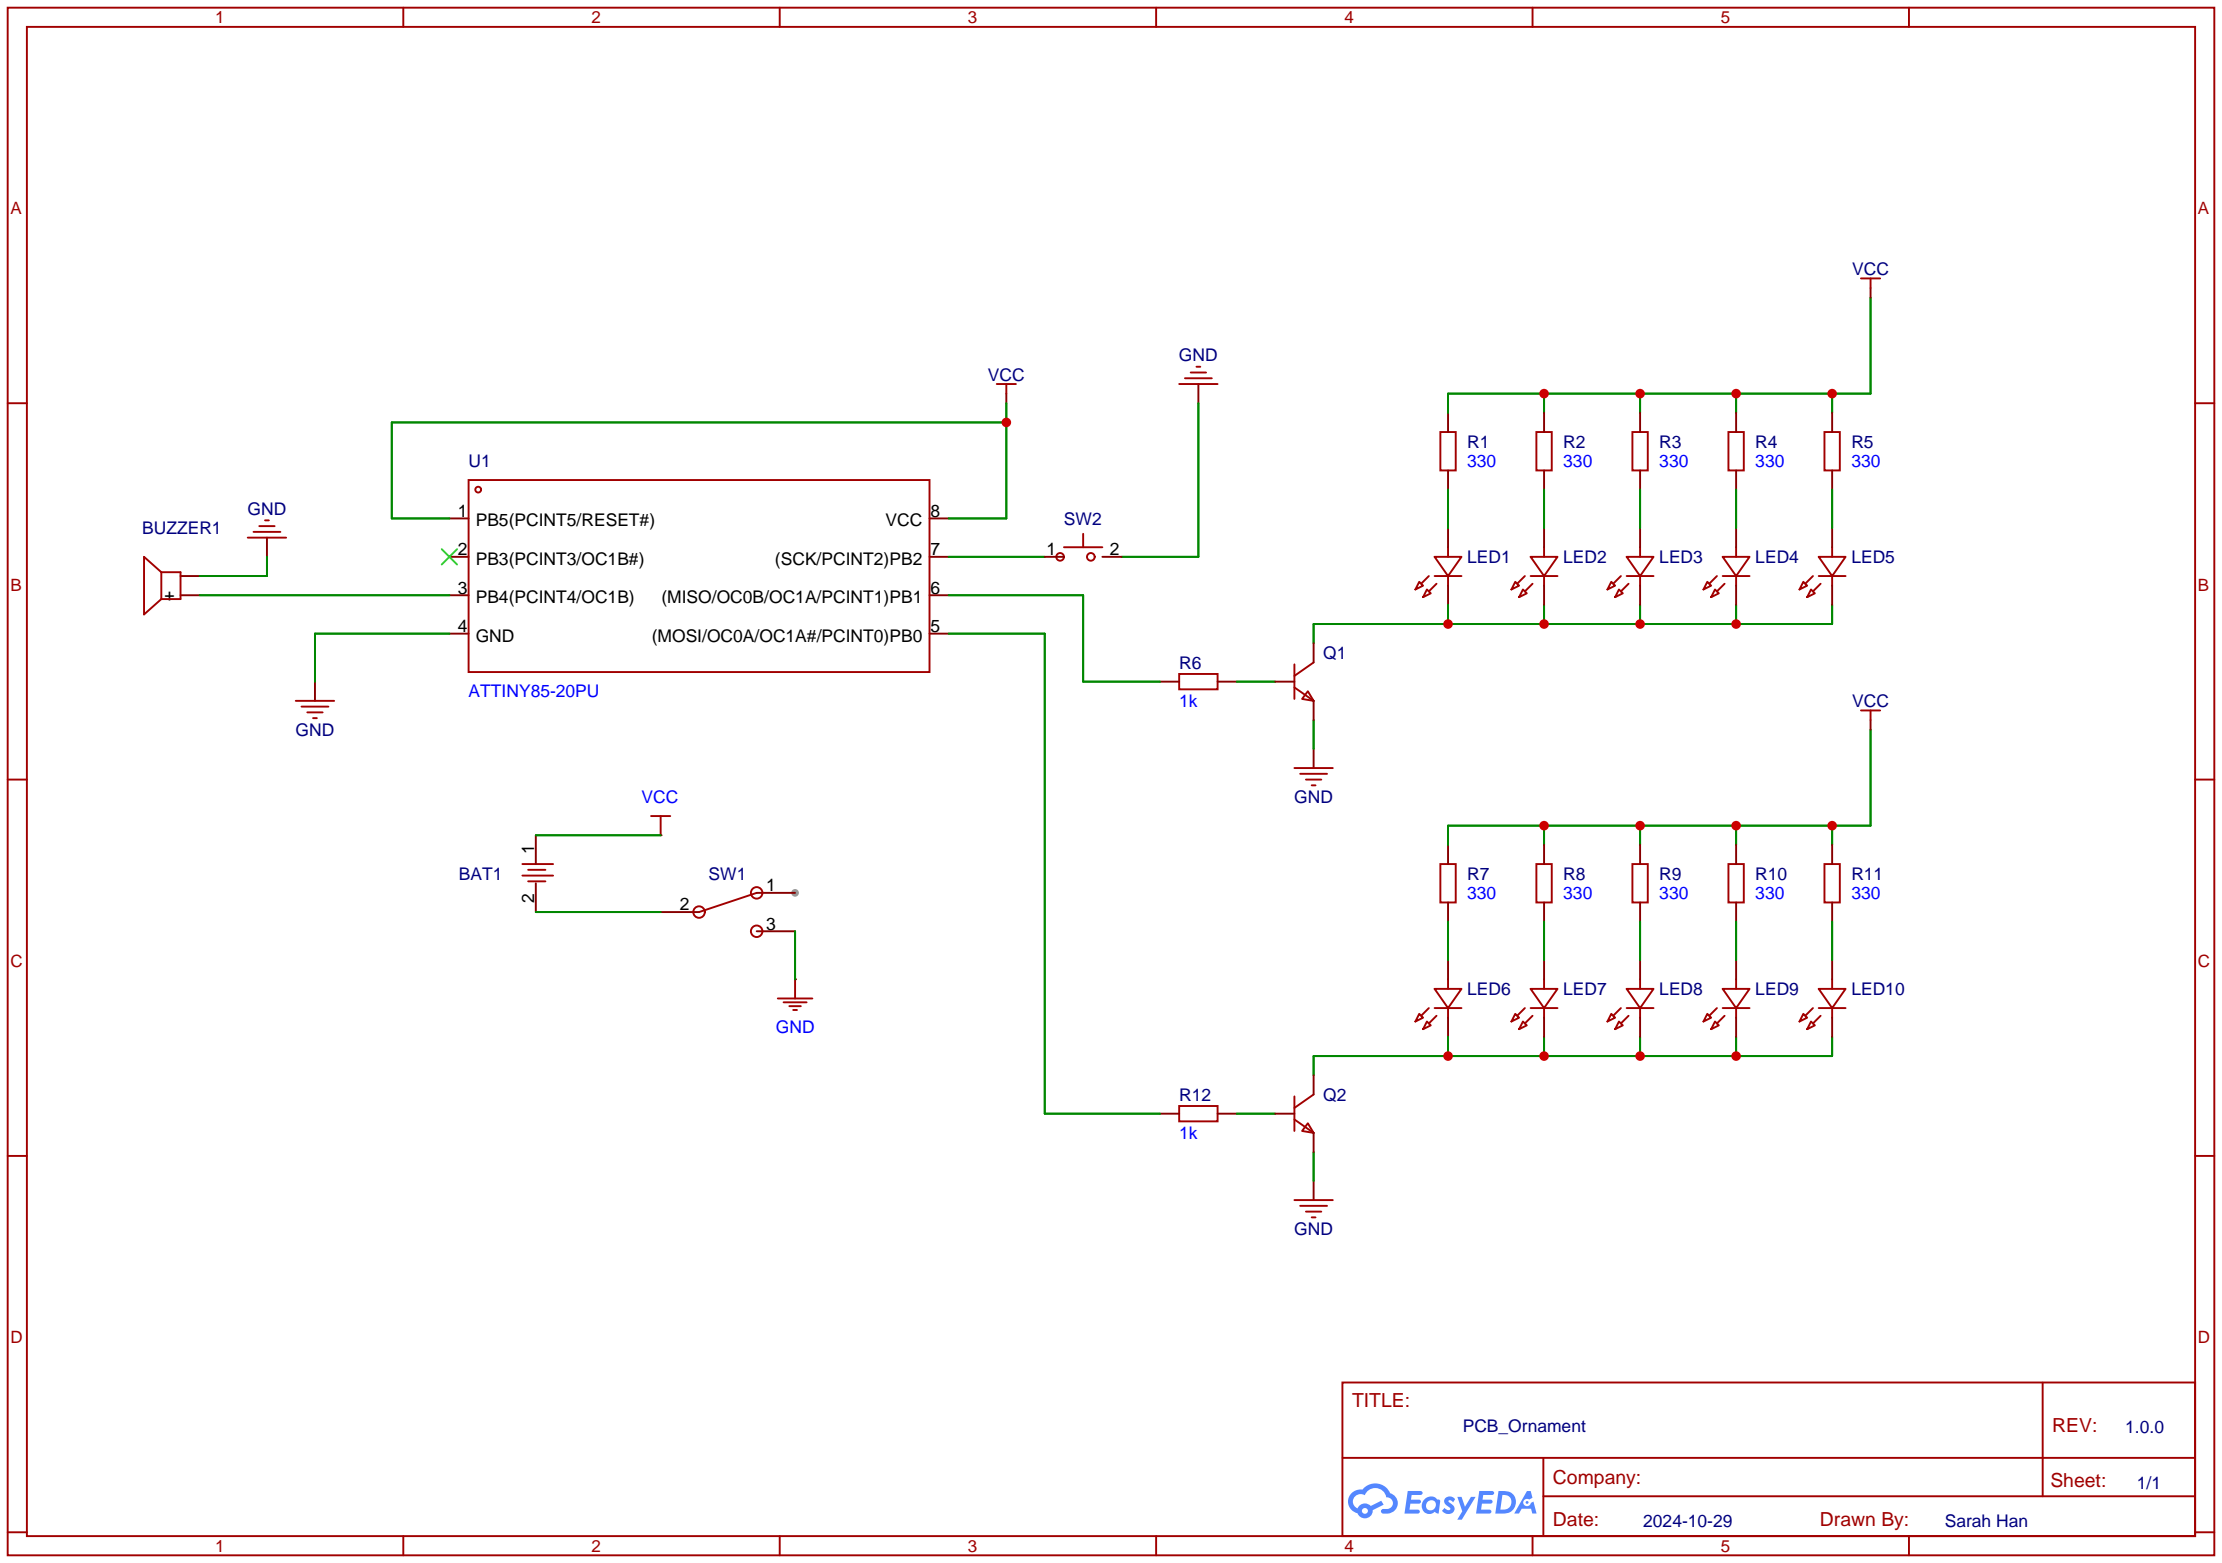 1 2 3 4 5
A A
VCC
GND
VCC
R1 R2 R3 R4 R5
330 330 330 330 330
U1
GND
BUZZER1
1 PB5(PCINT5/RESET#) VCC 8
2 PB3(PCINT3/OC1B#) (SCK/PCINT2)PB2 7
3 PB4(PCINT4/OC1B) (MISO/OC0B/OC1A/PCINT1)PB1 6
4 GND (MOSI/OC0A/OC1A#/PCINT0)PB0 5
ATTINY85-20PU
+
SW2
1 2
LED1 LED2 LED3 LED4 LED5
B B
Q1
R6
1k
GND
GND
VCC
VCC
BAT1
1
2
SW1
1
2
3
GND
R7 R8 R9 R10 R11
330 330 330 330 330
C C
LED6 LED7 LED8 LED9 LED10
R12
1k
Q2
GND
D D
TITLE:
PCB_Ornament
REV: 1.0.0
EasyEDA
Company:
Sheet: 1/1
Date: 2024-10-29 Drawn By: Sarah Han
1 2 3 4 5